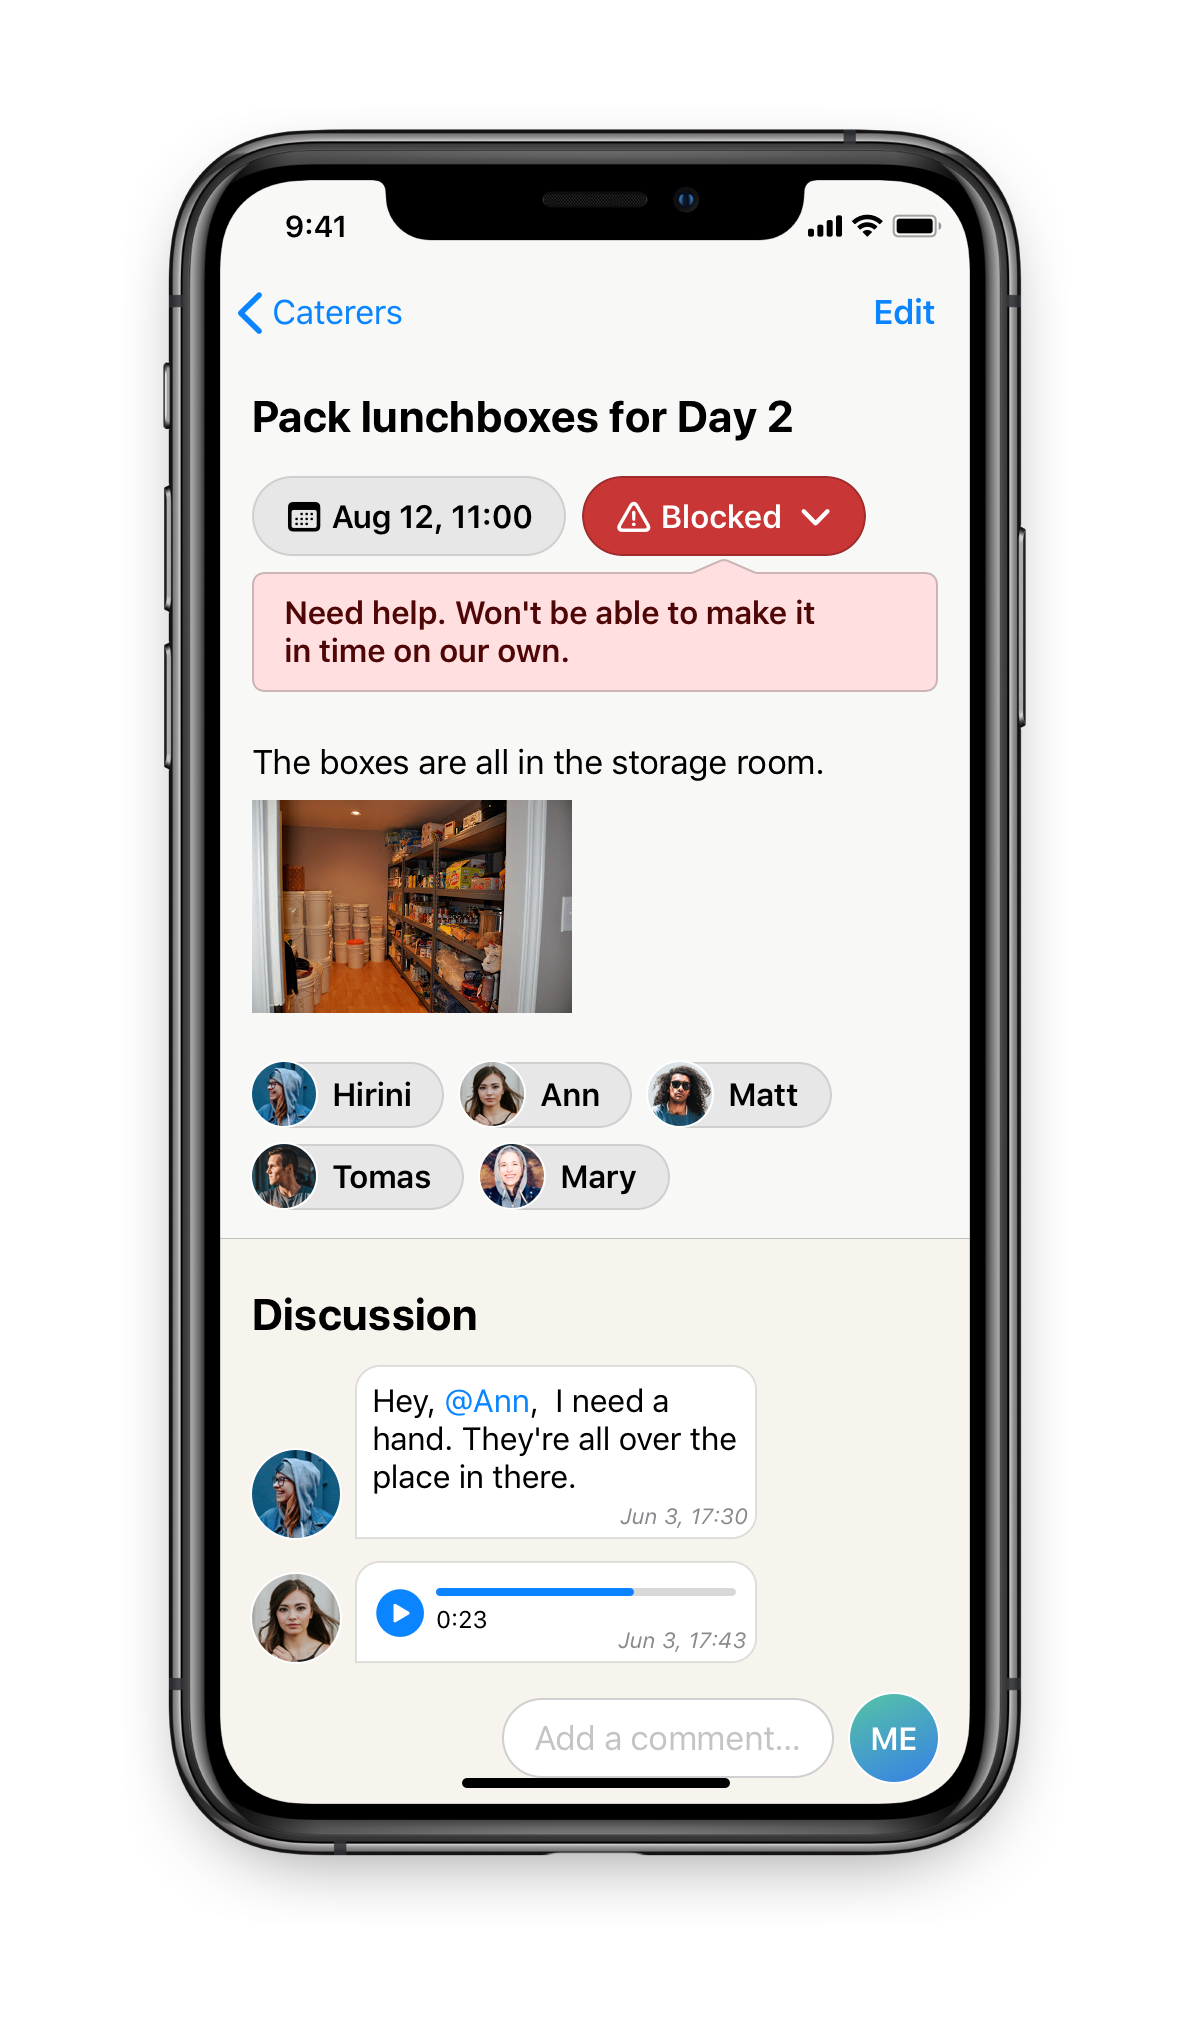 9:41
Caterers
Edit
Pack lunchboxes for Day 2
Aug 12, 11:00
Blocked
Need help. Won't be able to make it
in time on our own.
The boxes are all in the storage room.
Hirini
Ann
Matt
Tomas
Mary
Discussion
Hey, @Ann,  I need a
hand. They're all over the
place in there.
Jun 3, 17:30
0:23
Jun 3, 17:43
Add a comment...
ME